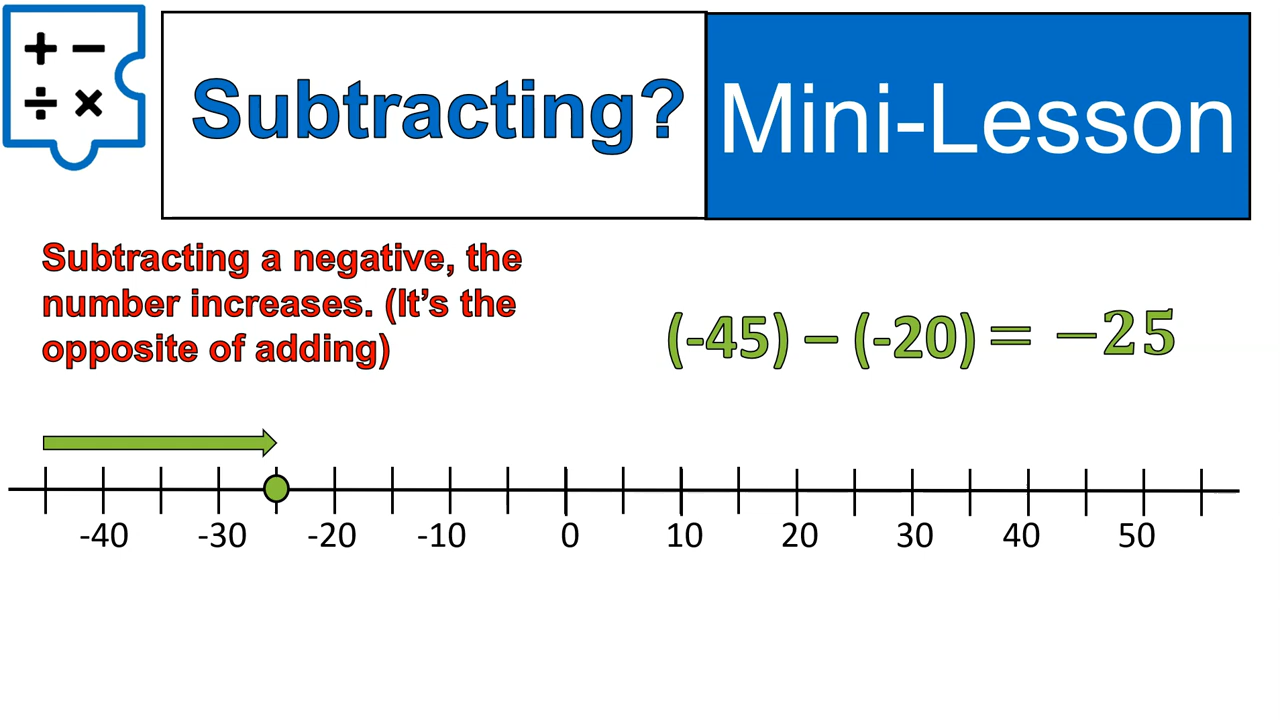 + −
÷ ×
Subtracting? Mini-Lesson
Subtracting a negative, the
number increases. (It’s the
opposite of adding)
(-45) – (-20) = −25
-40 -30 -20 -10 0 10 20 30 40 50